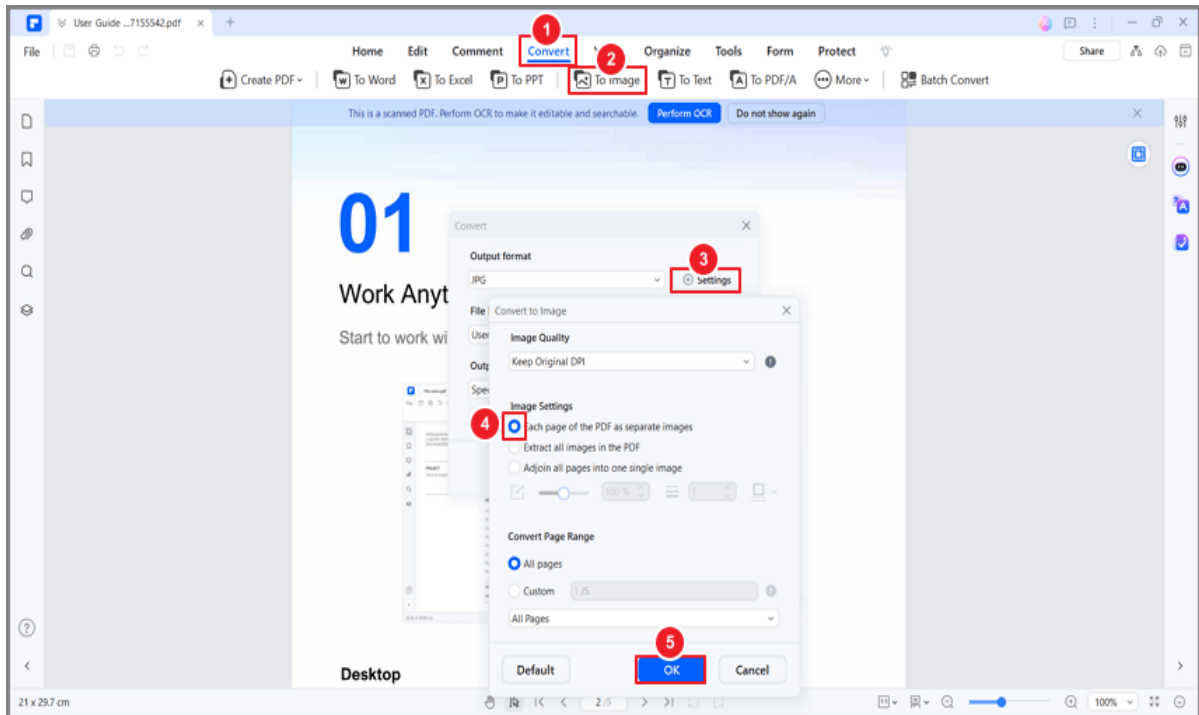 User Guide ...7155542.pdf
1
File
Home Edit Comment Convert Organize Tools Form Protect
Share
2
Create PDF To Word To Excel To PPT To Image To Text To PDF/A More Batch Convert
This is a scanned PDF. Perform OCR to make it editable and searchable. Perform OCR Do not show again
01
Convert
Output format
3
JPG
Settings
Work Anyt
File
Convert to Image
Start to work wi
User
Image Quality
Keep Original DPI
Outp
Spec
Image Settings
4
Each page of the PDF as separate images
Extract all images in the PDF
Adjoin all pages into one single image
100 %
1
Convert Page Range
All pages
Custom 1 /5
All Pages
5
Default OK Cancel
Desktop
21 x 29.7 cm
2 /5
100%